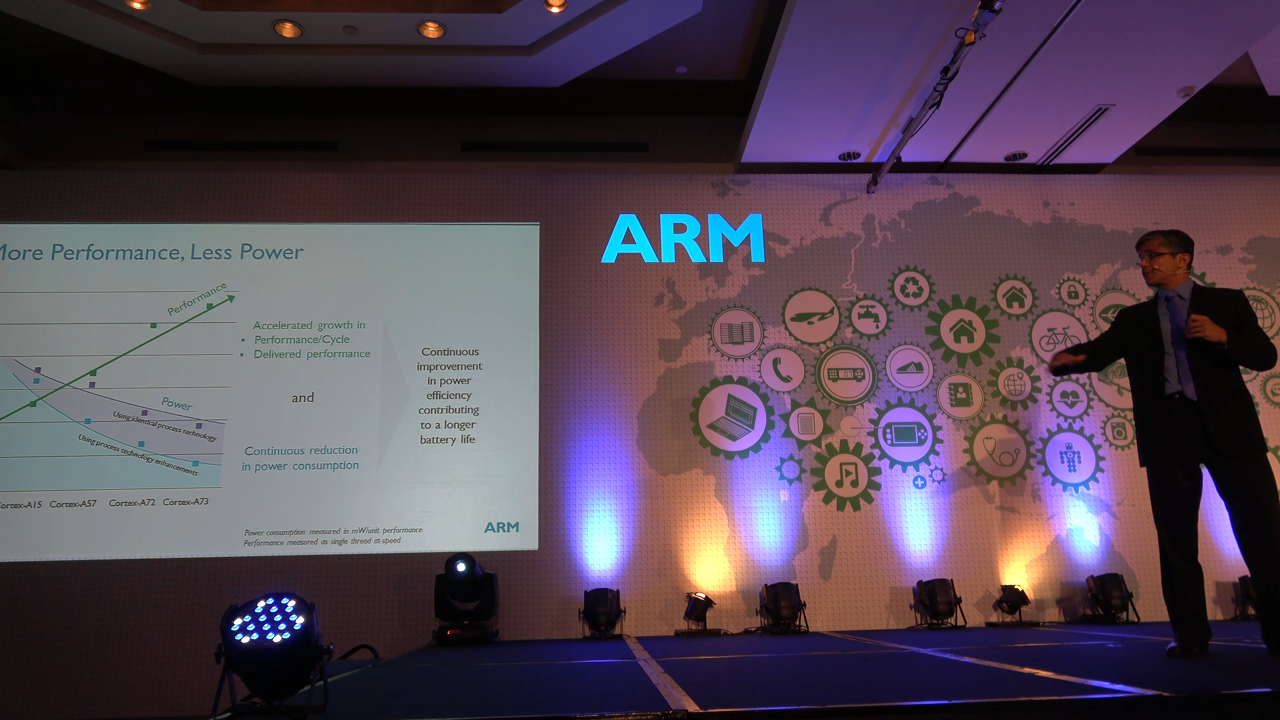 More Performance, Less Power
ARM
Performance
Accelerated growth in
• Performance/Cycle
• Delivered performance
Continuous
improvement
in power
efficiency
contributing
to a longer
battery life
and
Power
Using identical process technology
Using process technology enhancements
Continuous reduction
in power consumption
Cortex-A15 Cortex-A57 Cortex-A72 Cortex-A73
Power consumption measured in mW/unit performance
Performance measured as single thread at-speed
ARM